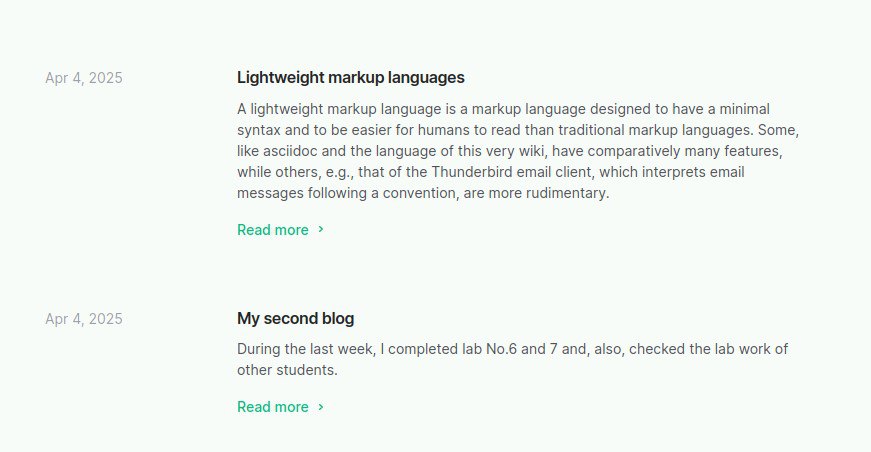 Apr 4, 2025
Lightweight markup languages
A lightweight markup language is a markup language designed to have a minimal
syntax and to be easier for humans to read than traditional markup languages. Some,
like asciidoc and the language of this very wiki, have comparatively many features,
while others, e.g., that of the Thunderbird email client, which interprets email
messages following a convention, are more rudimentary.
Read more
Apr 4, 2025
My second blog
During the last week, I completed lab No.6 and 7 and, also, checked the lab work of
other students.
Read more